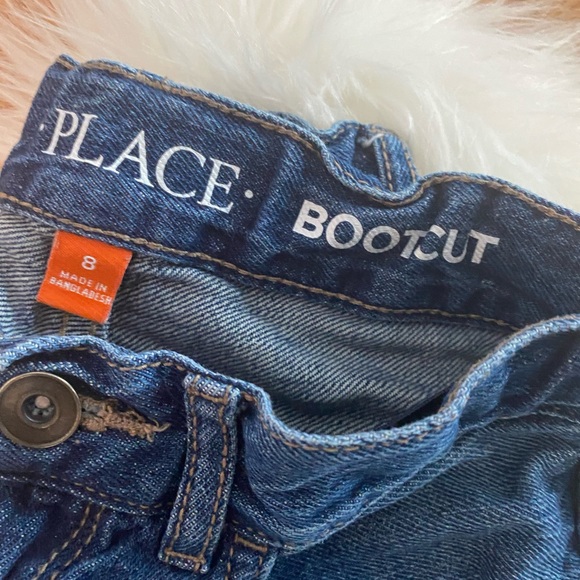 ·PLACE·
BOOTCUT
8
MADE IN
BANGLADESH